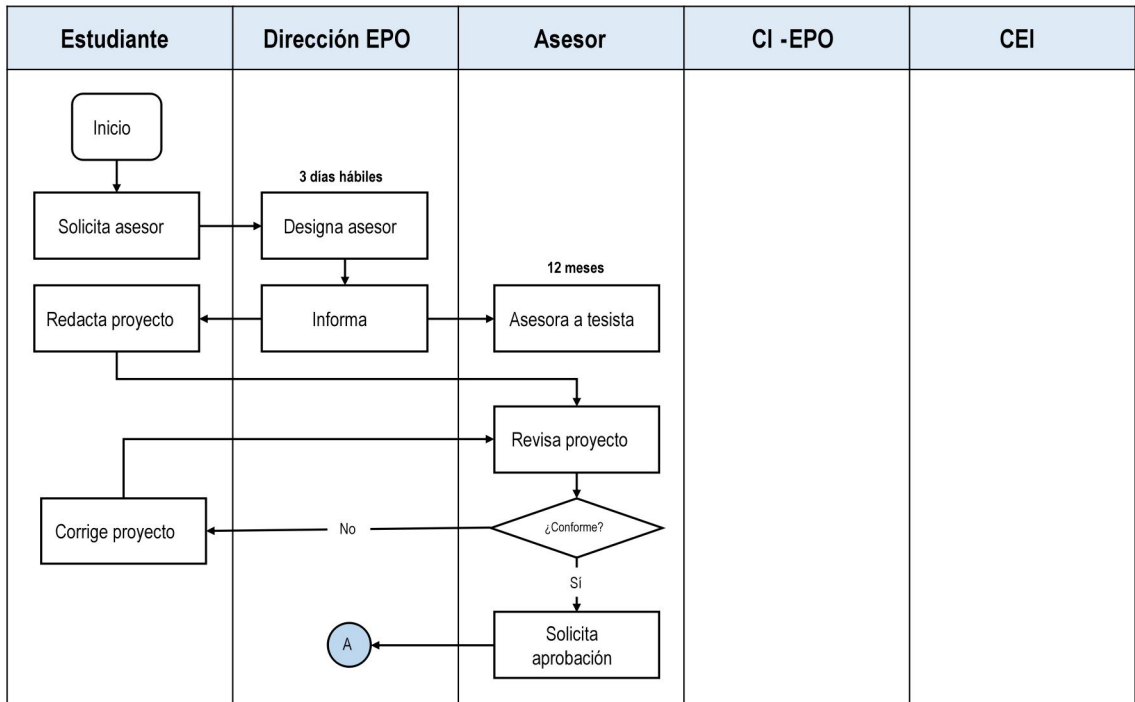 Estudiante
Dirección EPO
Asesor
CI - EPO
CEI
Inicio
3 días hábiles
Solicita asesor
Designa asesor
12 meses
Redacta proyecto
Informa
Asesora a tesista
Revisa proyecto
Corrige proyecto
No
¿Conforme?
Sí
A
Solicita
aprobación